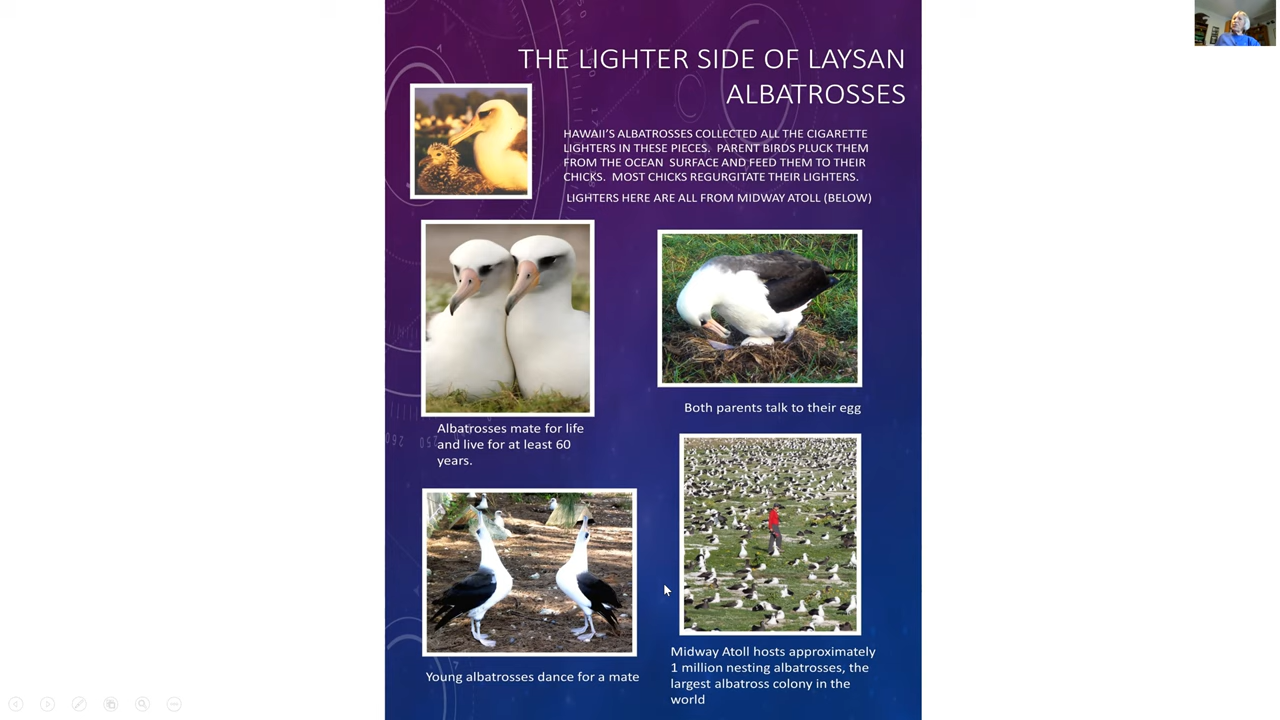 THE LIGHTER SIDE OF LAYSAN
ALBATROSSES
HAWAII'S ALBATROSSES COLLECTED ALL THE CIGARETTE
LIGHTERS IN THESE PIECES. PARENT BIRDS PLUCK THEM
FROM THE OCEAN SURFACE AND FEED THEM TO THEIR
CHICKS. MOST CHICKS REGURGITATE THEIR LIGHTERS.
LIGHTERS HERE ARE ALL FROM MIDWAY ATOLL (BELOW)
Both parents talk to their egg
Albatrosses mate for life
and live for at least 60
years.
Young albatrosses dance for a mate
Midway Atoll hosts approximately
1 million nesting albatrosses, the
largest albatross colony in the
world